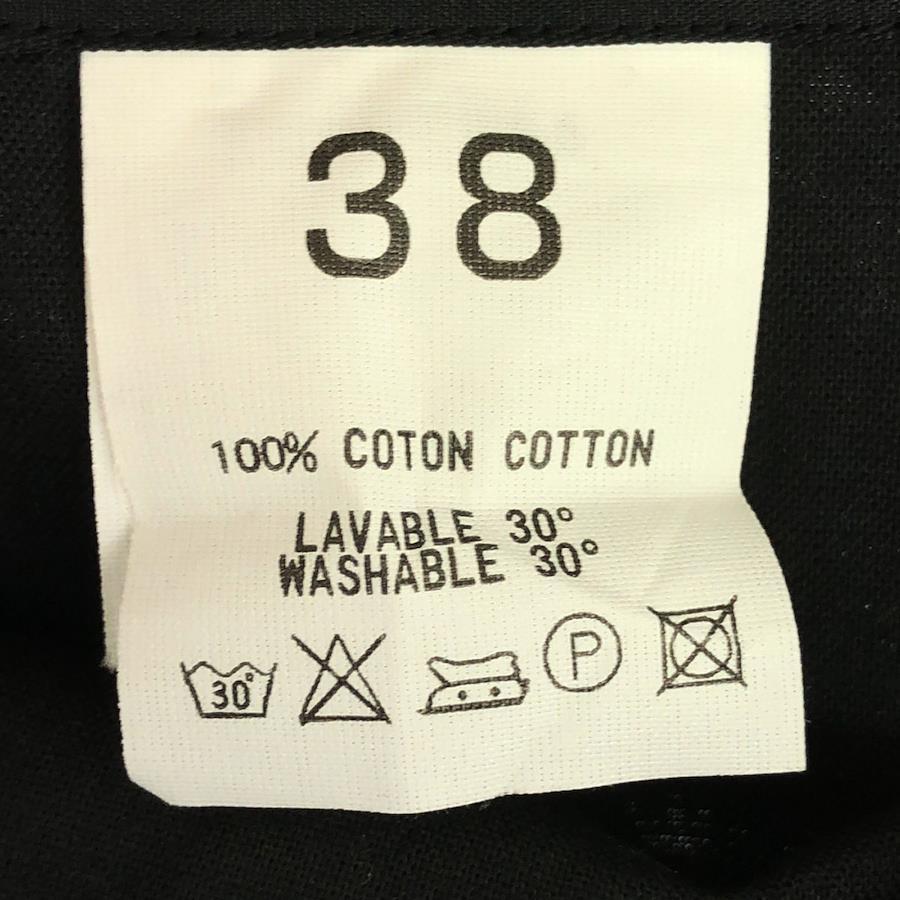 38
100% COTON COTTON
LAVABLE 30°
WASHABLE 30°
30° P